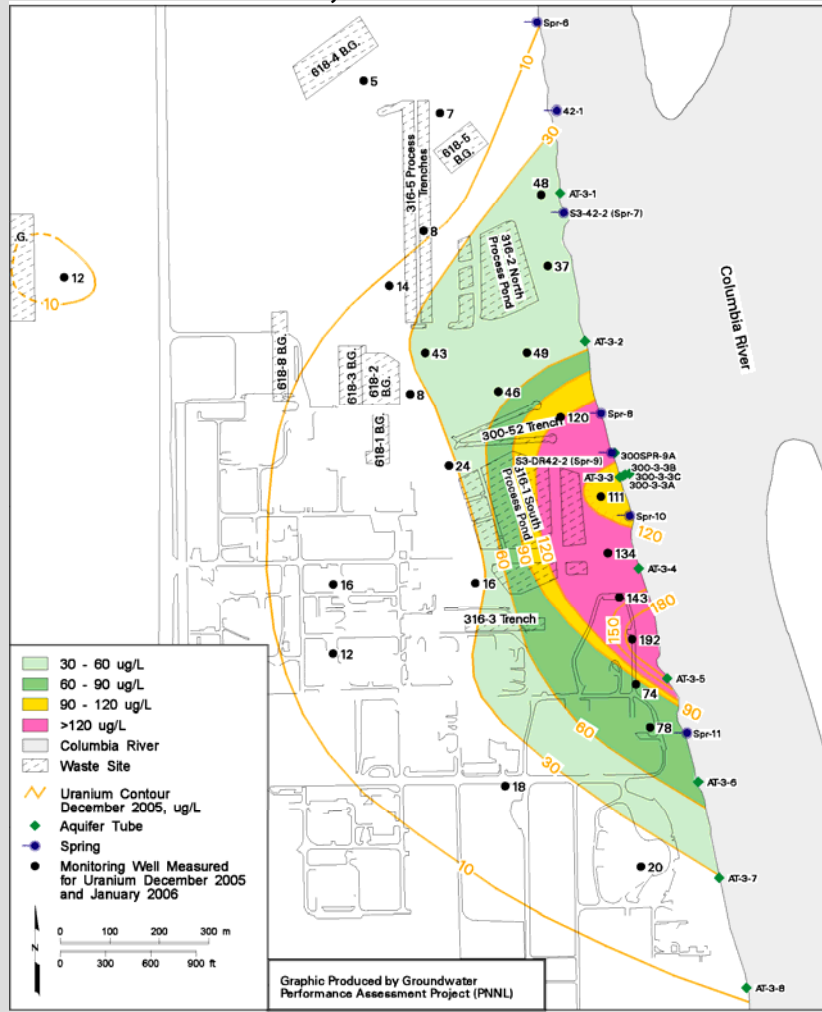 Spr-6
618-4 B.G.
5
10
7
42-1
30
618-5
B.G.
316-5 Process
Trenches
48
AT-3-1
S3-42-2 (Spr-7)
8
316-2 North
Process Pond
.G.
12
10
37
14
Columbia River
AT-3-2
43
49
618-8 B.G.
618-3 B.G.
618-2
B.G.
8
46
618-1 B.G.
120
Spr-8
300-52 Trench
24
S3-DR42-2 (Spr-9)
300SPR-9A
300-3-3B
300-3-3C
300-3-3A
AT-3-3
316-1 South
Process Pond
111
Spr-10
120
60
90
120
134
AT-3-4
16
16
143
180
316-3 Trench
150
192
12
AT-3-5
74
90
78
Spr-11
60
30
AT-3-6
18
10
20
AT-3-7
AT-3-8
30 - 60 ug/L
60 - 90 ug/L
90 - 120 ug/L
>120 ug/L
Columbia River
Waste Site
Uranium Contour
December 2005, ug/L
Aquifer Tube
Spring
Monitoring Well Measured
for Uranium December 2005
and January 2006
N
0 100 200 300 m
0 300 600 900 ft
Graphic Produced by Groundwater
Performance Assessment Project (PNNL)